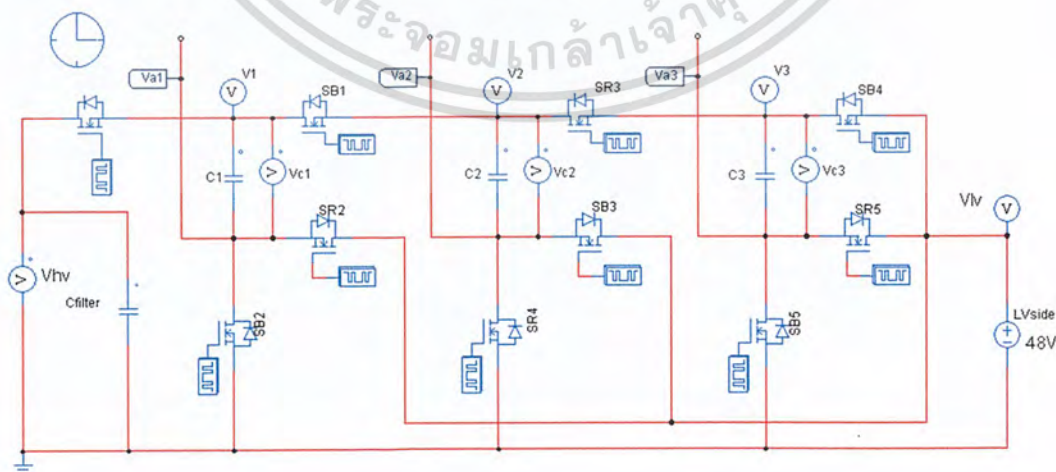 พระจอมเกล้าเจ้าคุ
Va1
V1
V
SB1
Va2
V2
V
SR3
Va3
V3
V
SB4
C1
V
Vc1
C2
V
Vc2
C3
V
Vc3
SR2
SB3
SR5
Vlv
V
V
Vhv
Cfilter
SB2
SR4
SB5
LVside
48V